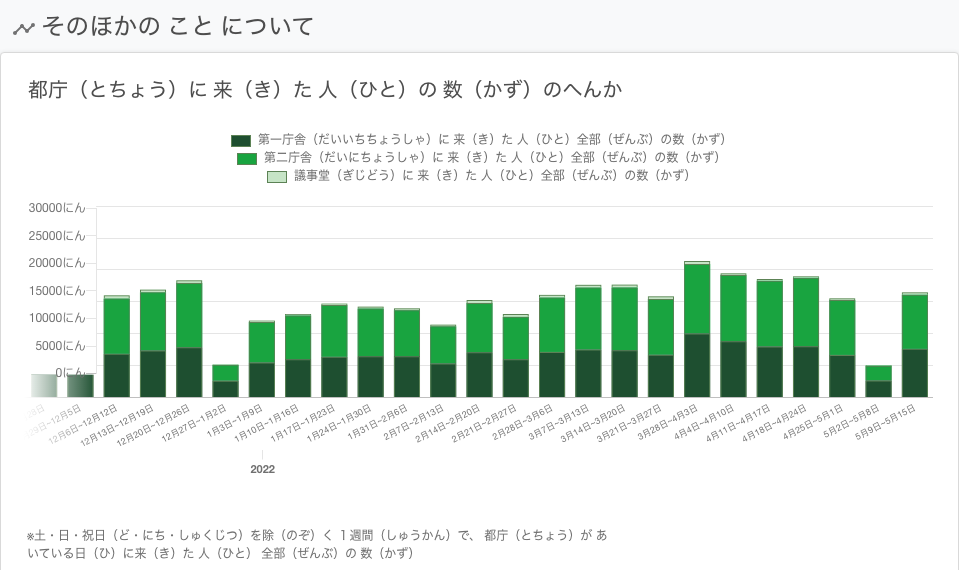 そのほかの こと について
都庁（とちょう）に 来（き）た 人（ひと）の 数（かず）のへんか
第一庁舎（だいいちちょうしゃ）に 来（き）た 人（ひと）全部（ぜんぶ）の数（かず）
第二庁舎（だいにちょうしゃ）に 来（き）た 人（ひと）全部（ぜんぶ）の数（かず）
議事堂（ぎじどう）に 来（き）た 人（ひと）全部（ぜんぶ）の数（かず）
30000にん
25000にん
20000にん
15000にん
10000にん
5000にん
0にん
12月5日
12月6日~12月12日
12月13日~12月19日
12月20日~12月26日
12月27日~1月2日
1月3日~1月9日
1月10日~1月16日
1月17日~1月23日
1月24日~1月30日
1月31日~2月6日
2月7日~2月13日
2月14日~2月20日
2月21日~2月27日
2月28日~3月6日
3月7日~3月13日
3月14日~3月20日
3月21日~3月27日
3月28日~4月3日
4月4日~4月10日
4月11日~4月17日
4月18日~4月24日
4月25日~5月1日
5月2日~5月8日
5月9日~5月15日
2022
※土・日・祝日（ど・にち・しゅくじつ）を除（のぞ）く １週間（しゅうかん）で、 都庁（とちょう）が あ
いている日（ひ）に来（き）た 人（ひと） 全部（ぜんぶ）の 数（かず）